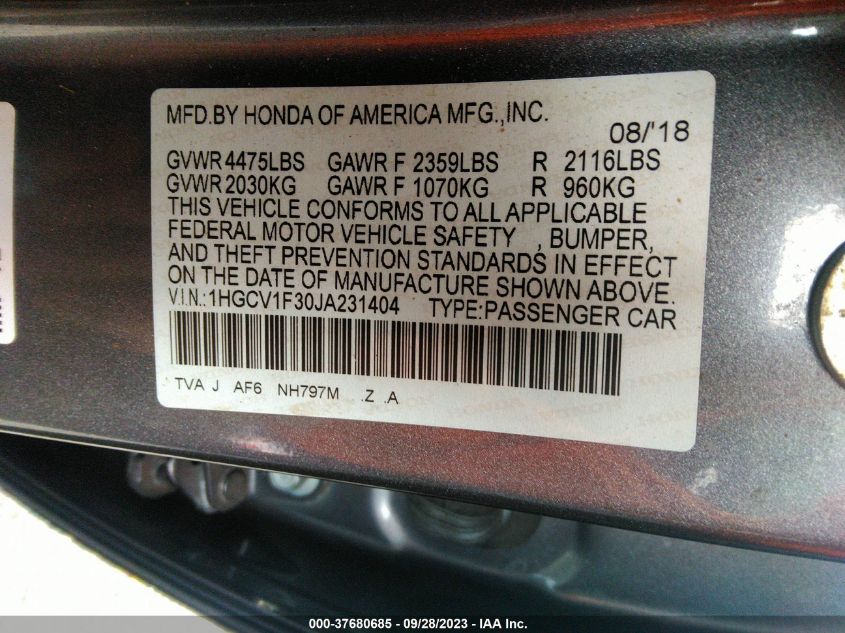 MFD.BY HONDA OF AMERICA MFG.,INC.
08/'18
GVWR 4475LBS GAWR F 2359LBS R 2116LBS
GVWR 2030KG GAWR F 1070KG R 960KG
THIS VEHICLE CONFORMS TO ALL APPLICABLE
FEDERAL MOTOR VEHICLE SAFETY , BUMPER,
AND THEFT PREVENTION STANDARDS IN EFFECT
ON THE DATE OF MANUFACTURE SHOWN ABOVE.
V.I.N.:1HGCV1F30JA231404 TYPE:PASSENGER CAR
TVA J AF6 NH797M .Z .A
000-37680685 - 09/28/2023 - IAA Inc.